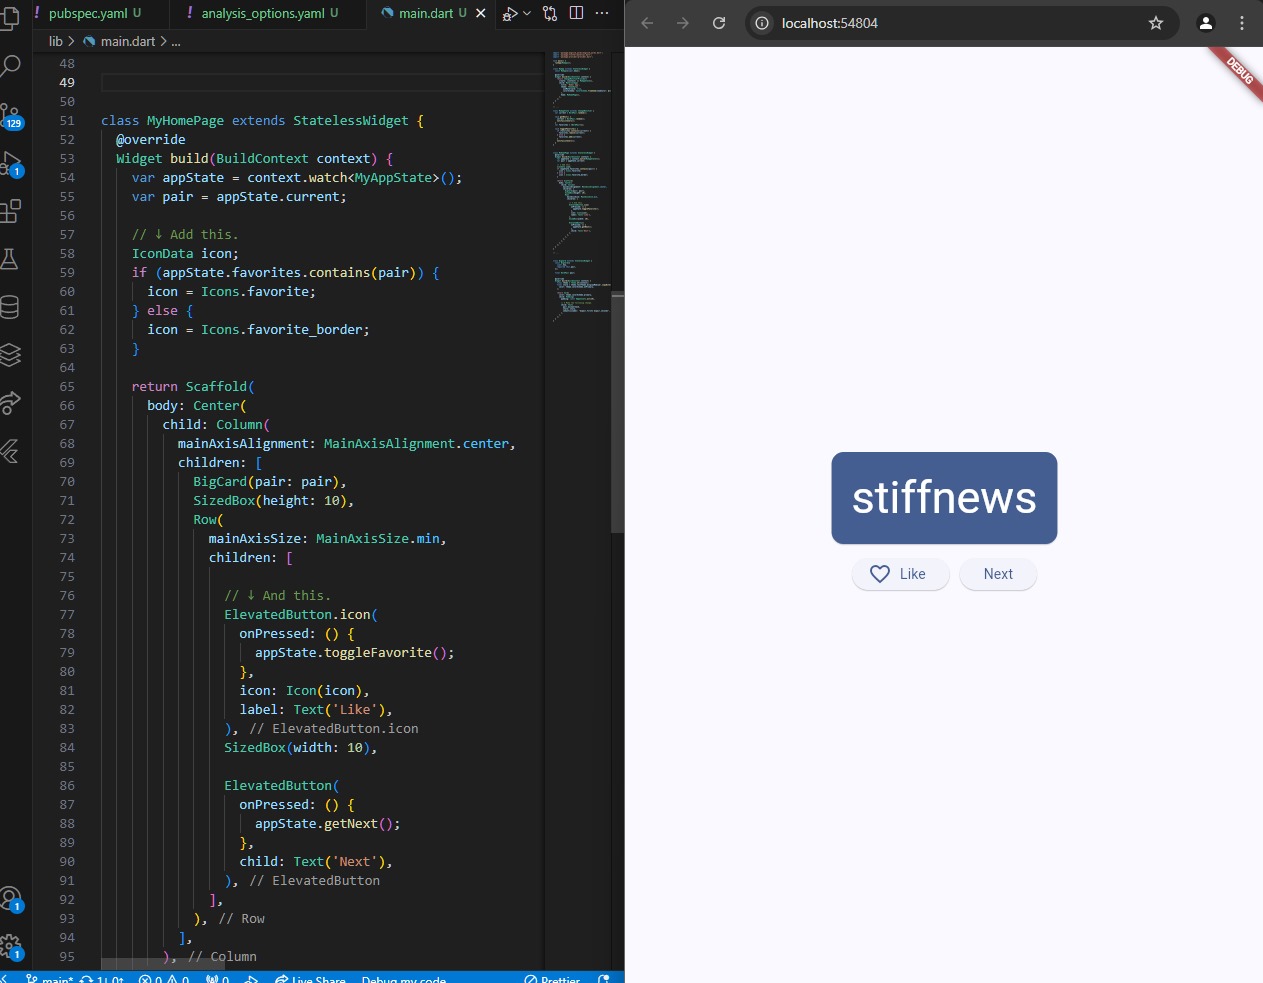 ! pubspec.yaml U
! analysis_options.yaml U
main.dart U
lib > main.dart > ...
48
49
50
51 class MyHomePage extends StatelessWidget {
52 @override
53 Widget build(BuildContext context) {
54 var appState = context.watch<MyAppState>();
55 var pair = appState.current;
56
57 // ↓ Add this.
58 IconData icon;
59 if (appState.favorites.contains(pair)) {
60 icon = Icons.favorite;
61 } else {
62 icon = Icons.favorite_border;
63 }
64
65 return Scaffold(
66 body: Center(
67 child: Column(
68 mainAxisAlignment: MainAxisAlignment.center,
69 children: [
70 BigCard(pair: pair),
71 SizedBox(height: 10),
72 Row(
73 mainAxisSize: MainAxisSize.min,
74 children: [
75
76 // ↓ And this.
77 ElevatedButton.icon(
78 onPressed: () {
79 appState.toggleFavorite();
80 },
81 icon: Icon(icon),
82 label: Text('Like'),
83 ), // ElevatedButton.icon
84 SizedBox(width: 10),
85
86 ElevatedButton(
87 onPressed: () {
88 appState.getNext();
89 },
90 child: Text('Next'),
91 ), // ElevatedButton
92 ],
93 ), // Row
94 ],
95 ), // Column
129
1
1
1
main* 1↓ 0↑ 0 0 0 Live Share Debug my code Prettier
localhost:54804
DEBUG
stiffnews
Like
Next